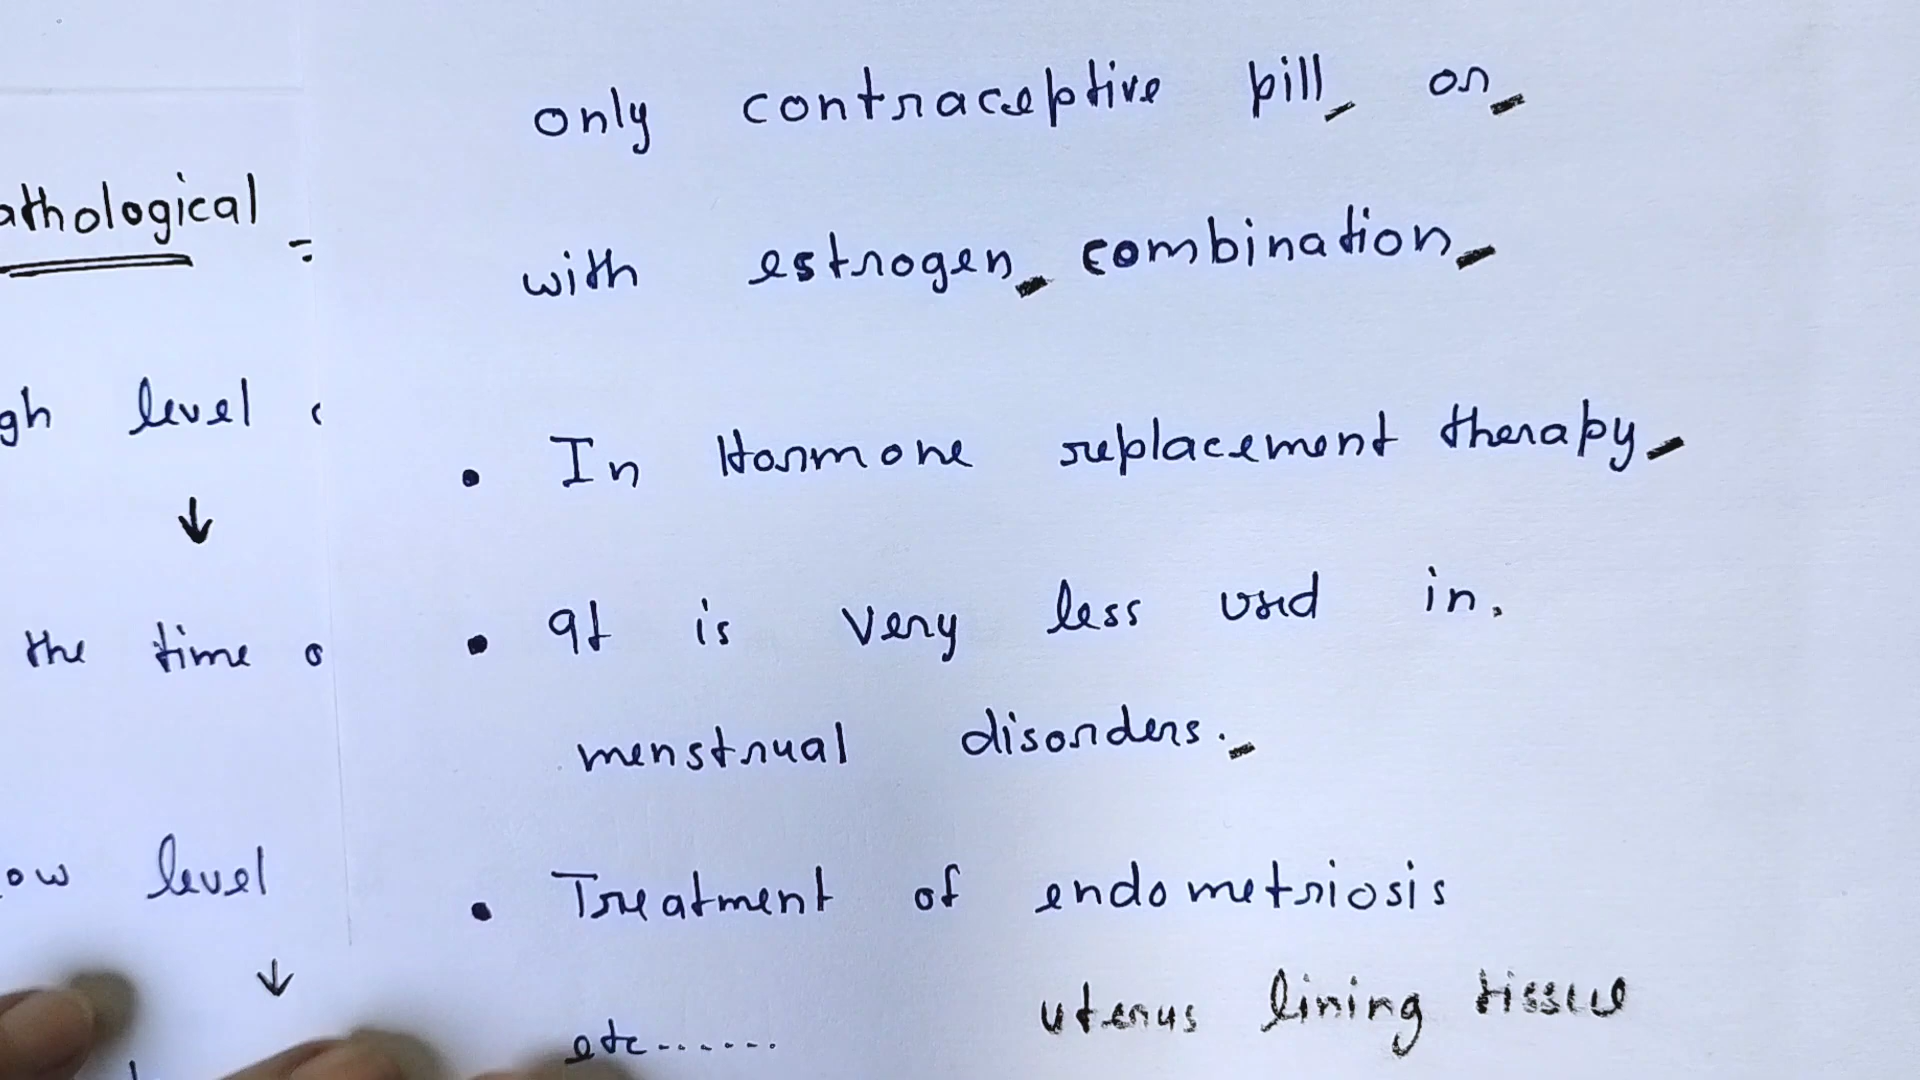 athological :
gh level
↓
the time o
ow level
↓
only contraceptive pill, or
with estrogen combination
• In Hormone replacement therapy
• It is very less used in.
menstrual disorders.
• Treatment of endometriosis
uterus lining tissue
etc.......